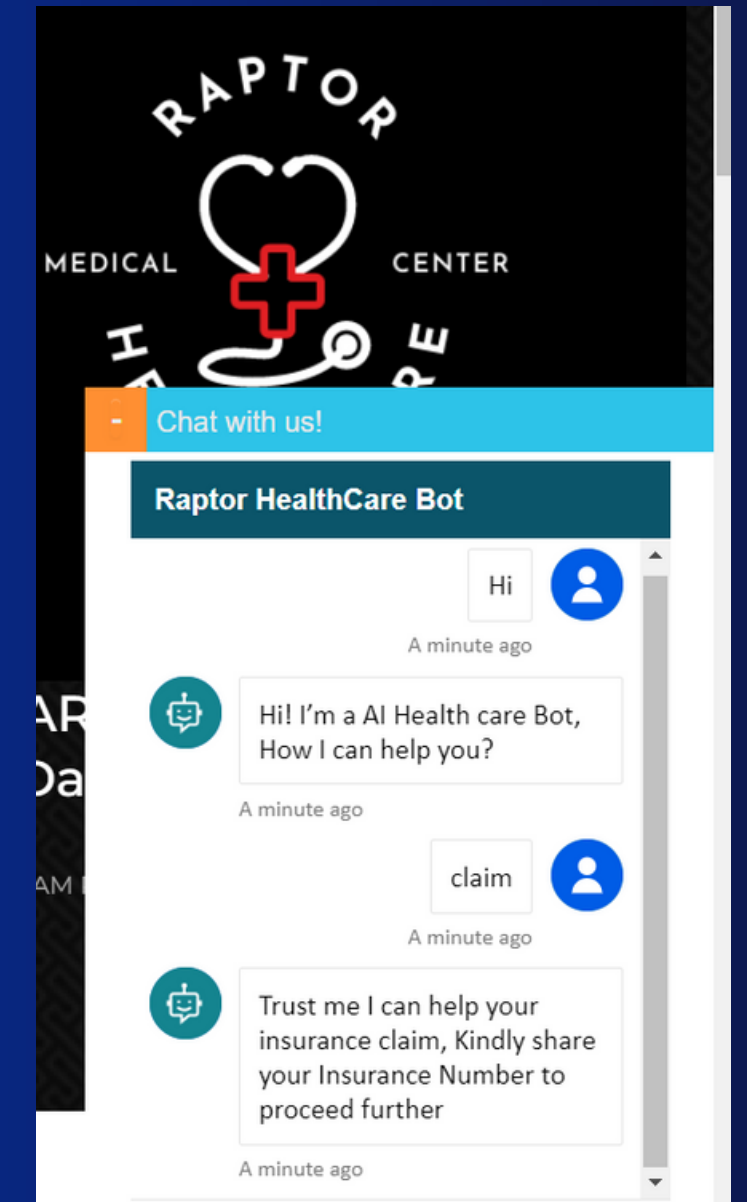 RAPTOR
MEDICAL CENTER
Chat with us!
Raptor HealthCare Bot
Hi
A minute ago
Hi! I’m a AI Health care Bot,
How I can help you?
A minute ago
claim
A minute ago
Trust me I can help your
insurance claim, Kindly share
your Insurance Number to
proceed further
A minute ago
AM